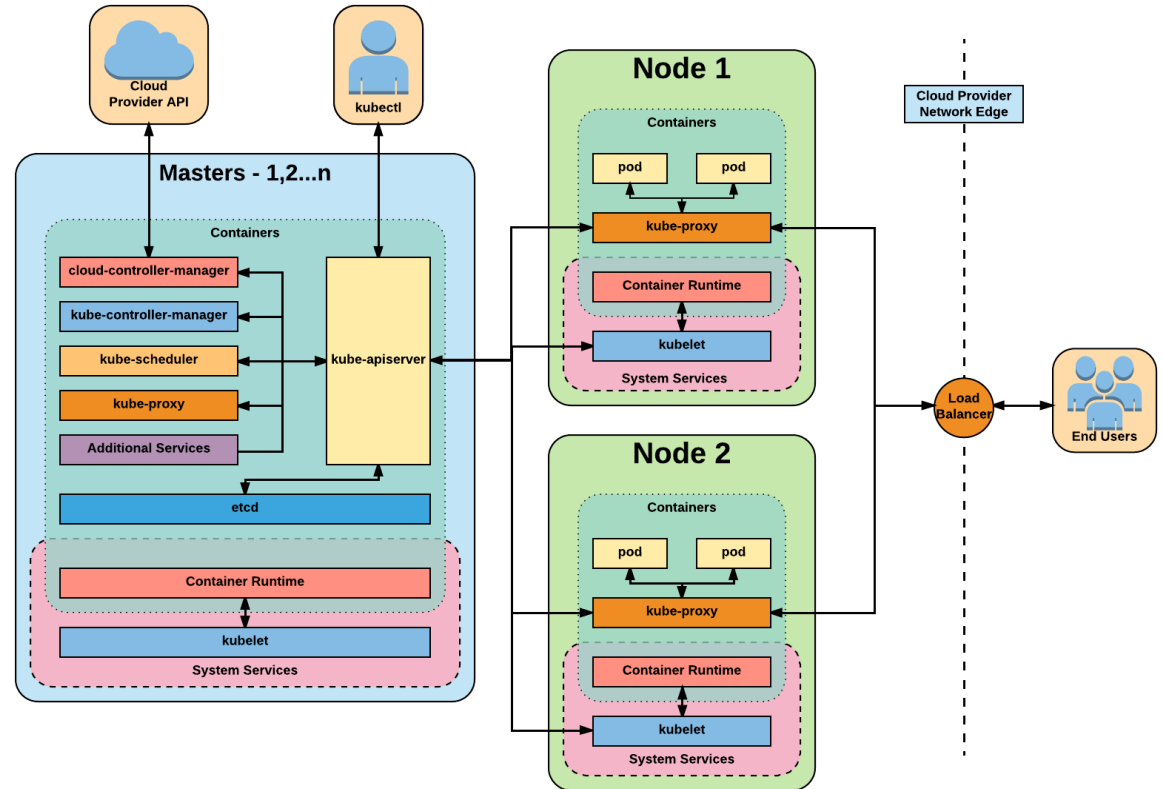 Cloud
Provider API
kubectl
Masters - 1,2...n
Containers
cloud-controller-manager
kube-controller-manager
kube-scheduler
kube-proxy
Additional Services
kube-apiserver
etcd
Container Runtime
kubelet
System Services
Node 1
Containers
pod
pod
kube-proxy
Container Runtime
kubelet
System Services
Node 2
Containers
pod
pod
kube-proxy
Container Runtime
kubelet
System Services
Cloud Provider
Network Edge
Load
Balancer
End Users